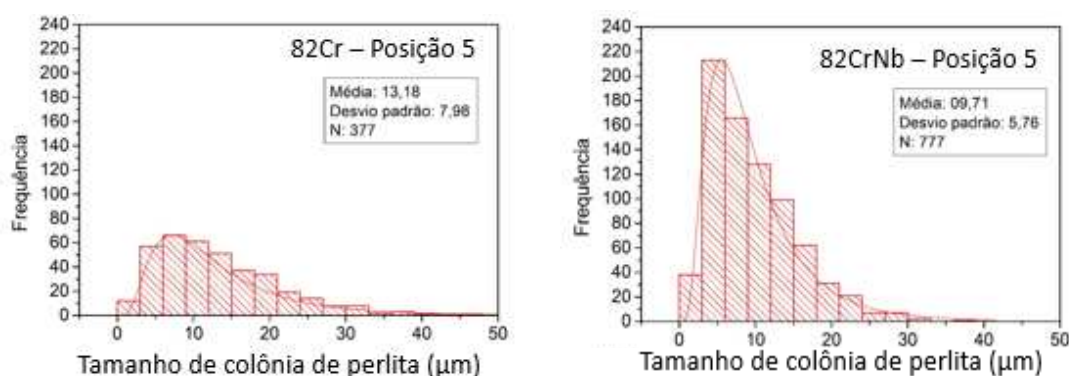 82Cr – Posição 5
Média: 13,18
Desvio padrão: 7,98
N: 377
Frequência
240
220
200
180
160
140
120
100
80
60
40
20
0
0 10 20 30 40 50
Tamanho de colônia de perlita (µm)
82CrNb – Posição 5
Média: 09,71
Desvio padrão: 5,76
N: 777
Frequência
240
220
200
180
160
140
120
100
80
60
40
20
0
0 10 20 30 40 50
Tamanho de colônia de perlita (µm)